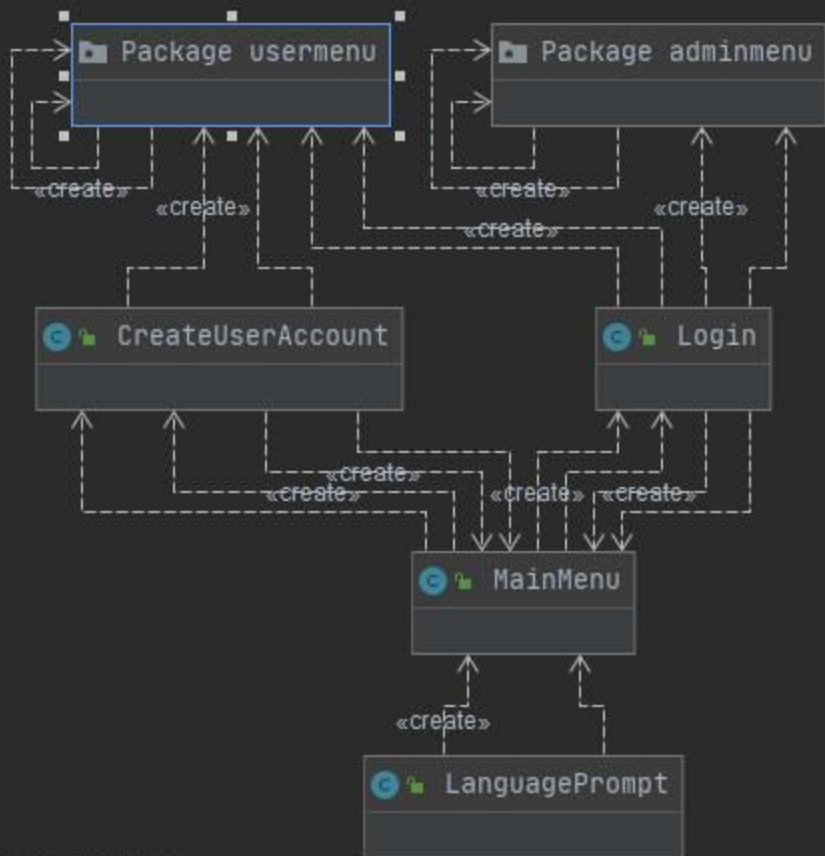 Package usermenu
Package adminmenu
«create»
«create»
«create»
«create»
«create»
CreateUserAccount
Login
«create»
«create»
«create»
«create»
MainMenu
«create»
LanguagePrompt